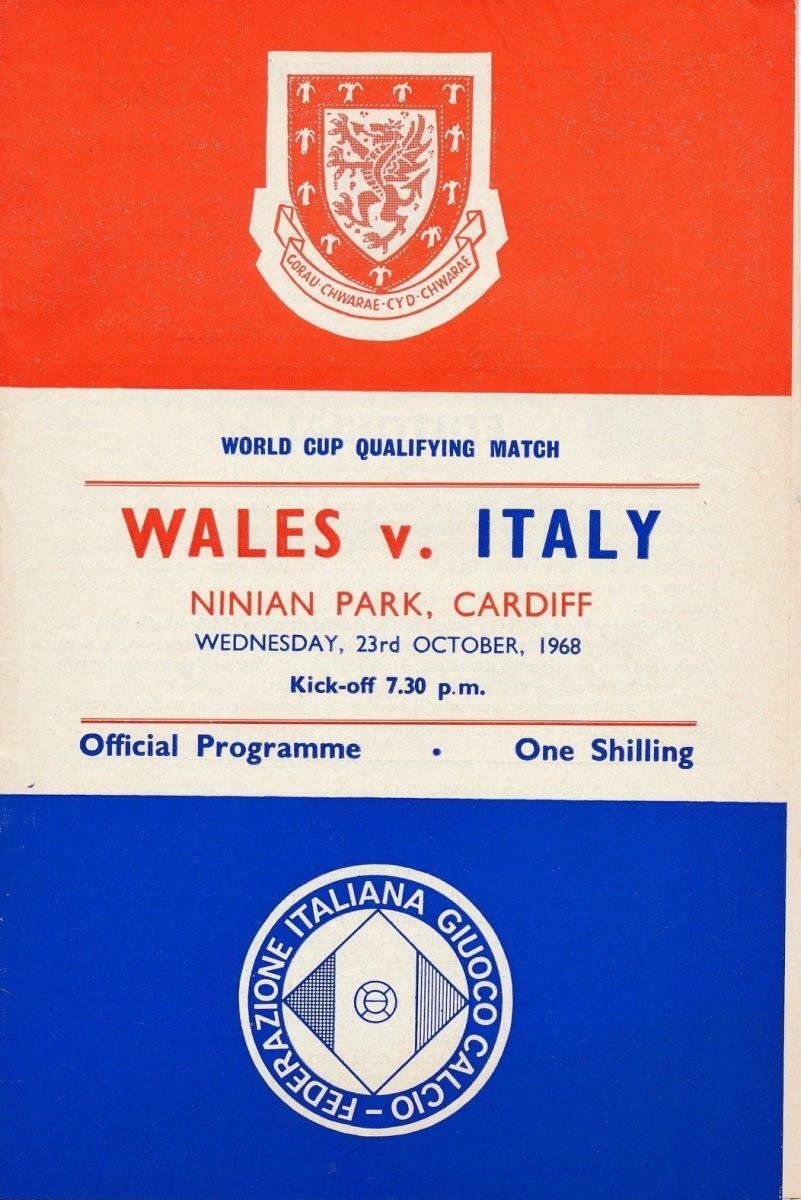 GORAU·CHWARAE·CYD·CHWARAE
WORLD CUP QUALIFYING MATCH
WALES v. ITALY
NINIAN PARK, CARDIFF
WEDNESDAY, 23rd OCTOBER, 1968
Kick-off 7.30 p.m.
Official Programme • One Shilling
FEDERAZIONE ITALIANA GIUOCO CALCIO –